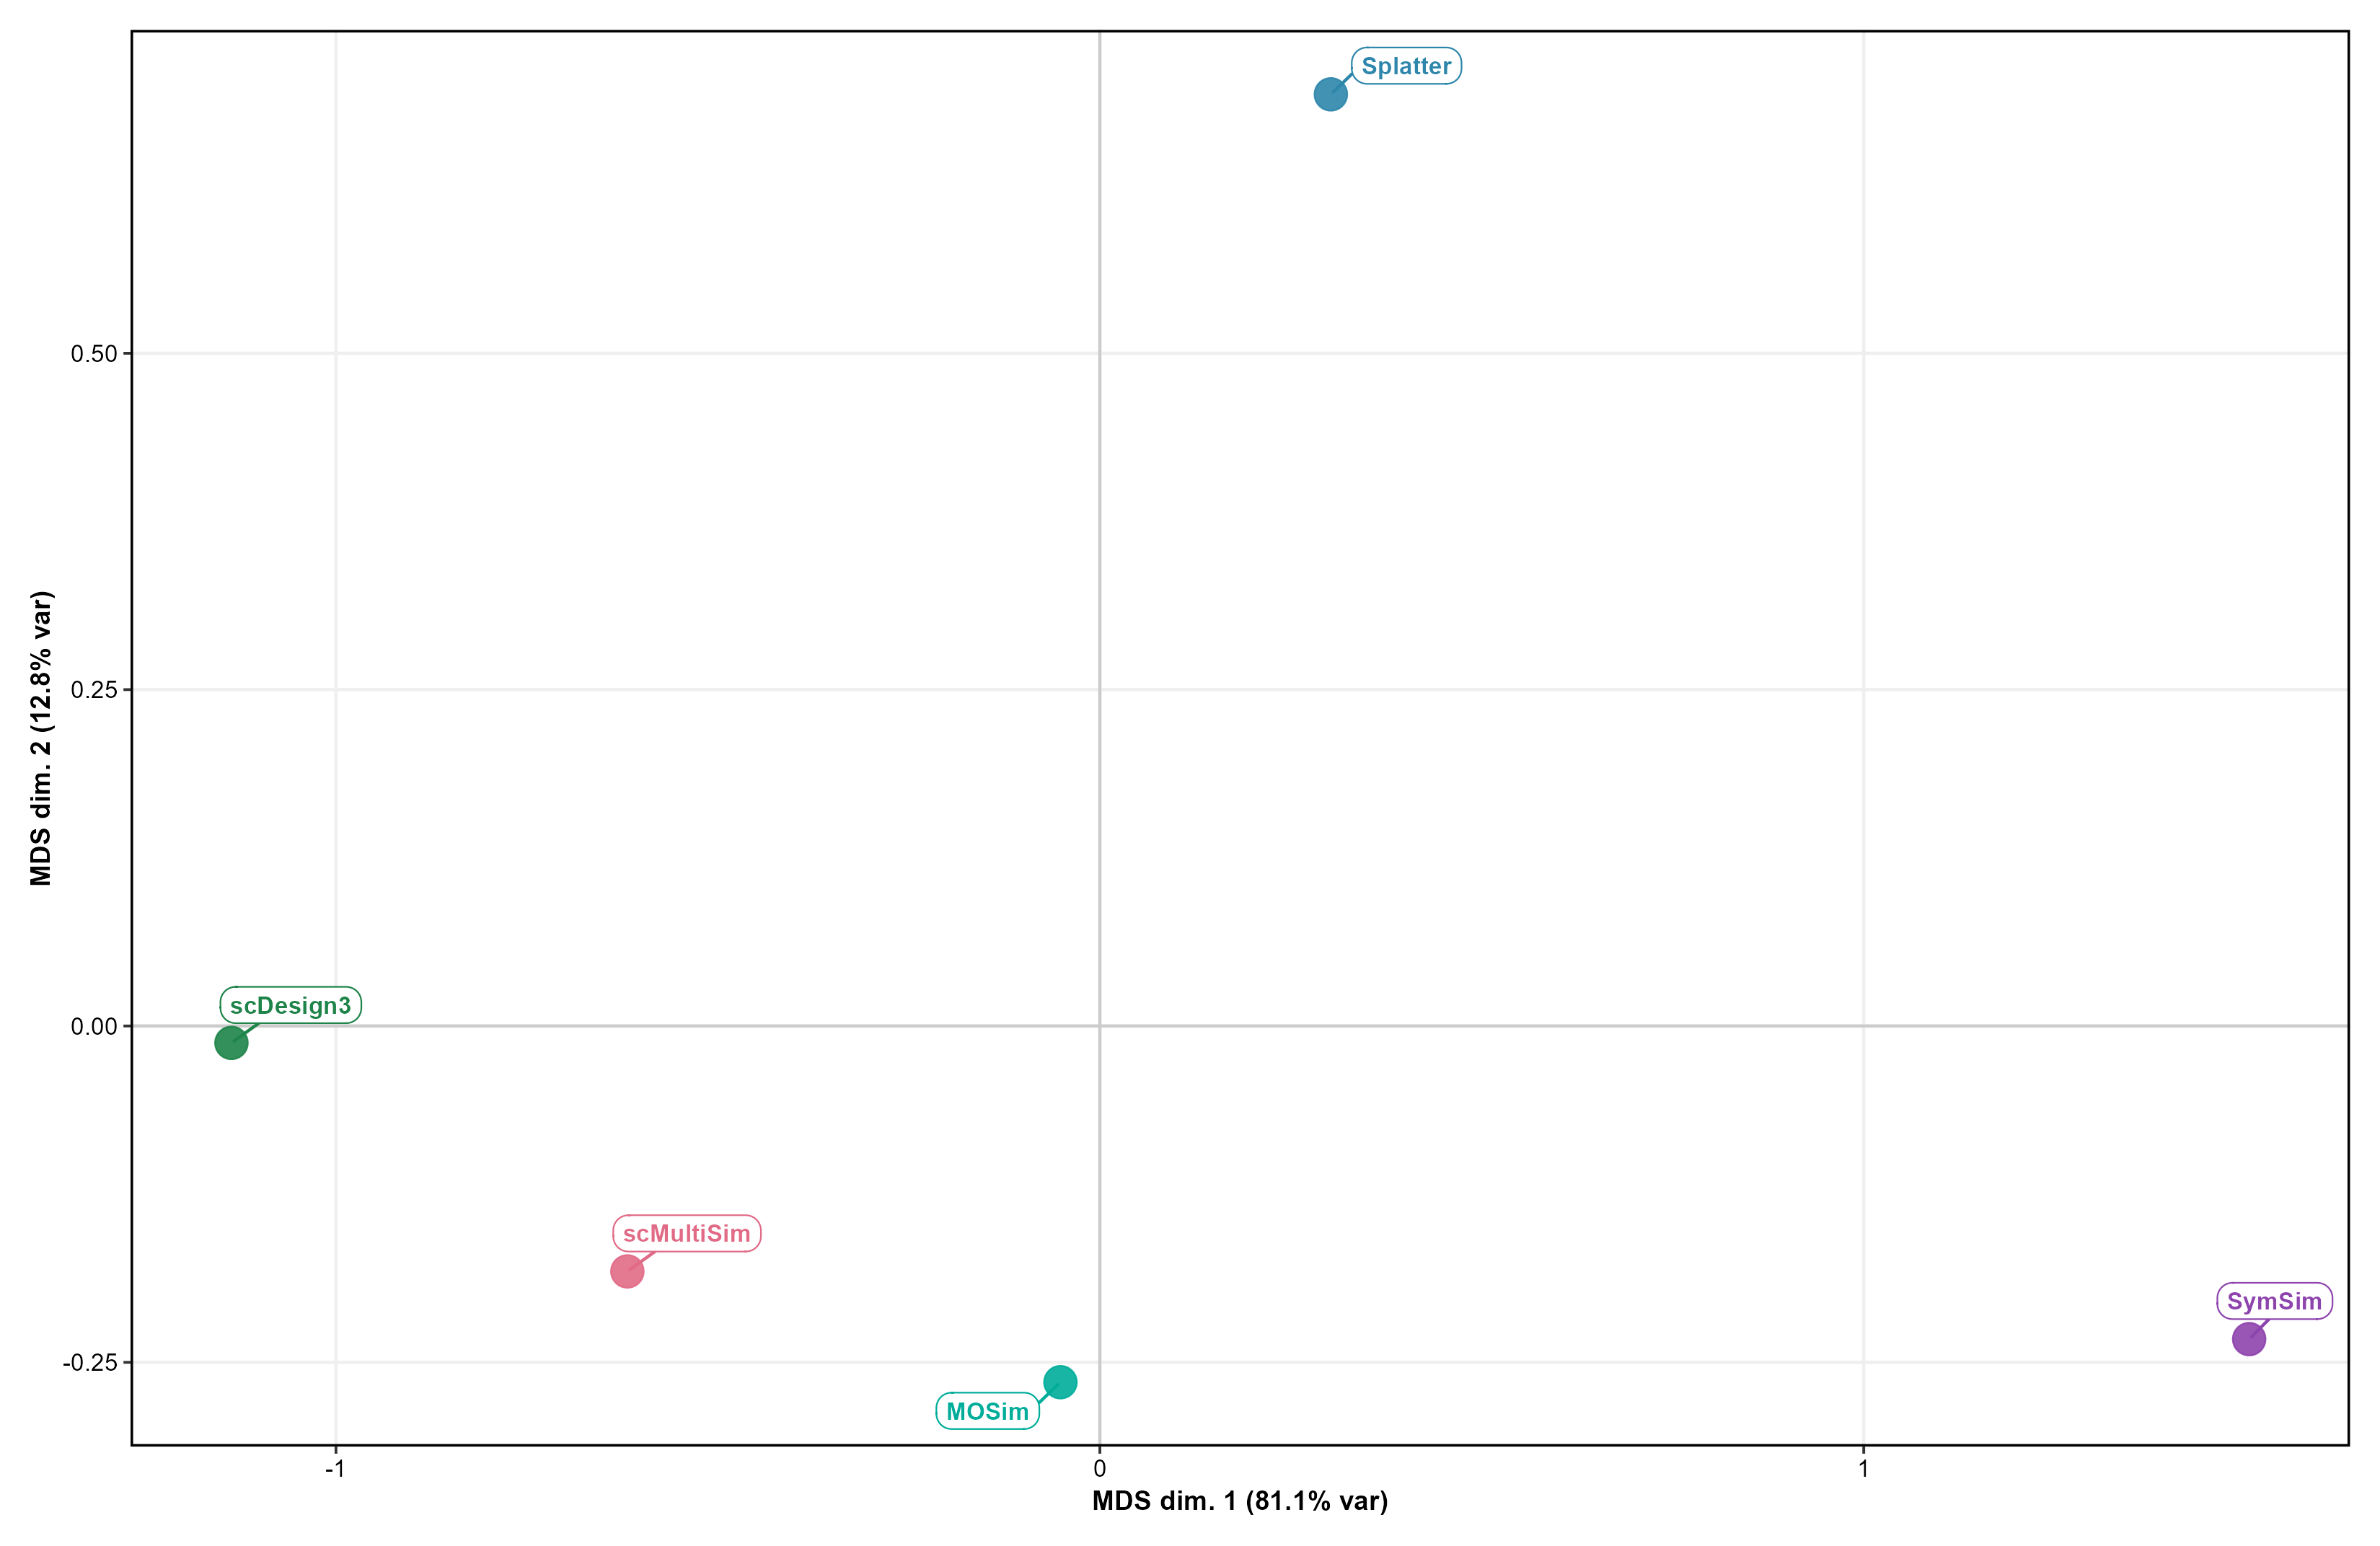 Splatter
0.50
0.25
MDS dim. 2 (12.8% var)
scDesign3
0.00
scMultiSim
SymSim
-0.25
MOSim
-1
0
1
MDS dim. 1 (81.1% var)